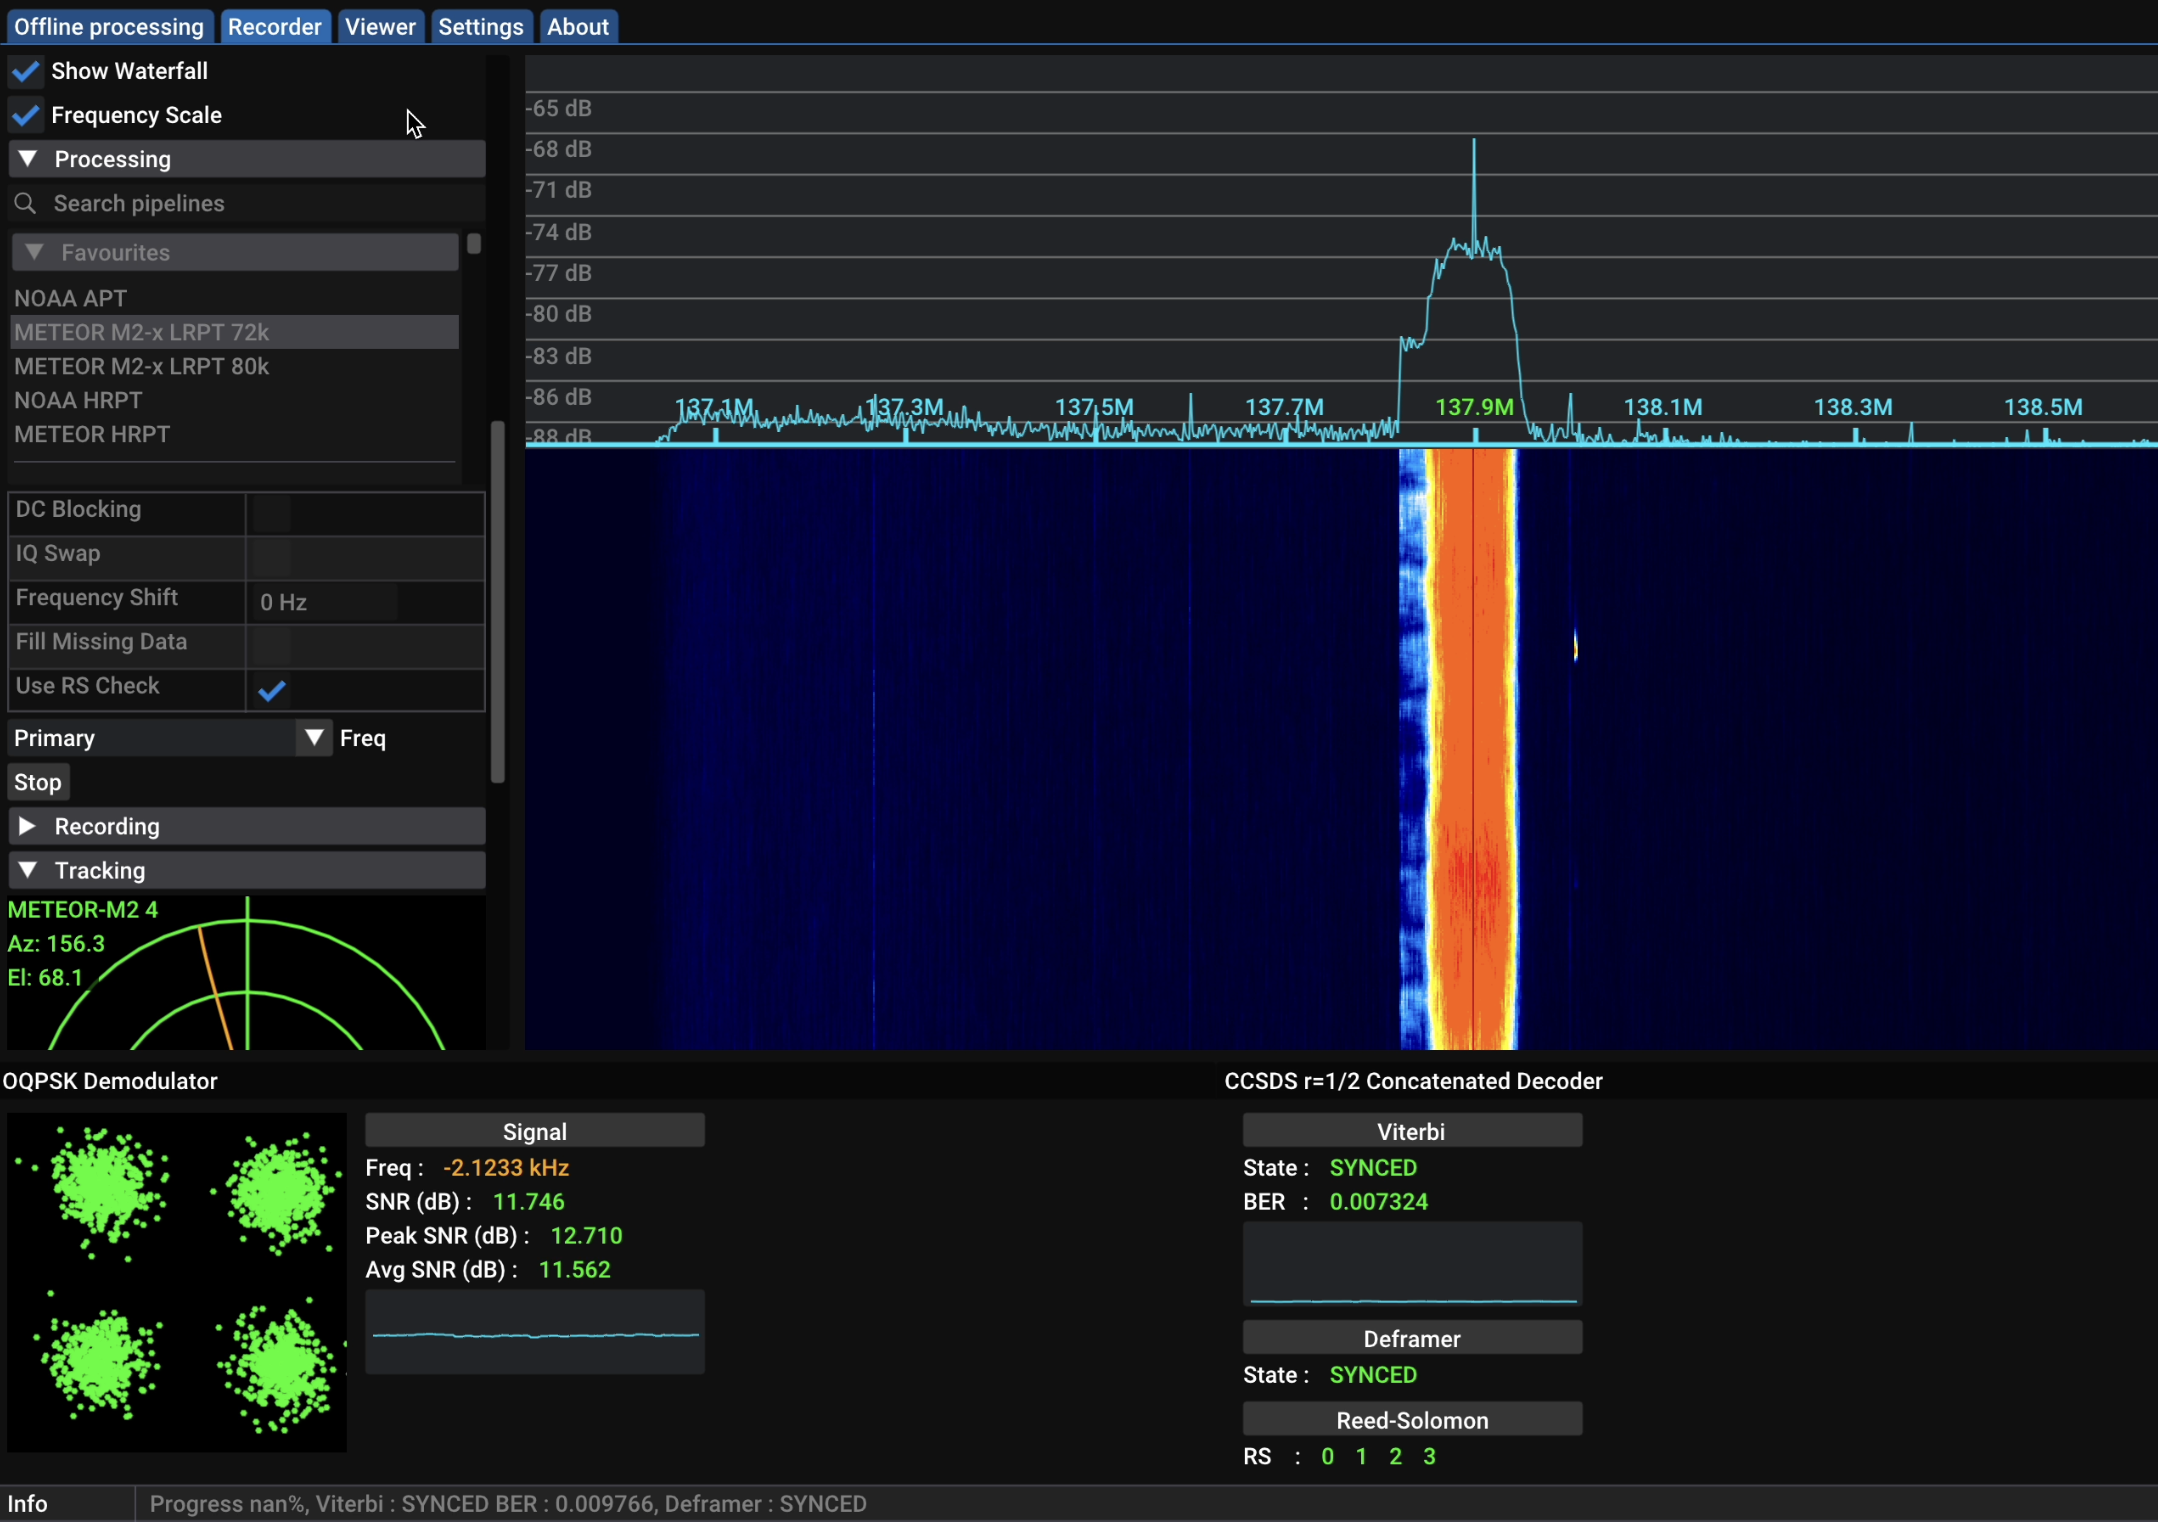 Offline processing Recorder Viewer Settings About
Show Waterfall
Frequency Scale
Processing
Search pipelines
Favourites
NOAA APT
METEOR M2-x LRPT 72k
METEOR M2-x LRPT 80k
NOAA HRPT
METEOR HRPT
DC Blocking
IQ Swap
Frequency Shift 0 Hz
Fill Missing Data
Use RS Check
Primary Freq
Stop
Recording
Tracking
METEOR-M2 4
Az: 156.3
El: 68.1
-65 dB
-68 dB
-71 dB
-74 dB
-77 dB
-80 dB
-83 dB
-86 dB
-88 dB
137.1M 137.3M 137.5M 137.7M 137.9M 138.1M 138.3M 138.5M
OQPSK Demodulator
Signal
Freq : -2.1233 kHz
SNR (dB) : 11.746
Peak SNR (dB) : 12.710
Avg SNR (dB) : 11.562
CCSDS r=1/2 Concatenated Decoder
Viterbi
State : SYNCED
BER : 0.007324
Deframer
State : SYNCED
Reed-Solomon
RS : 0 1 2 3
Info Progress nan%, Viterbi : SYNCED BER : 0.009766, Deframer : SYNCED